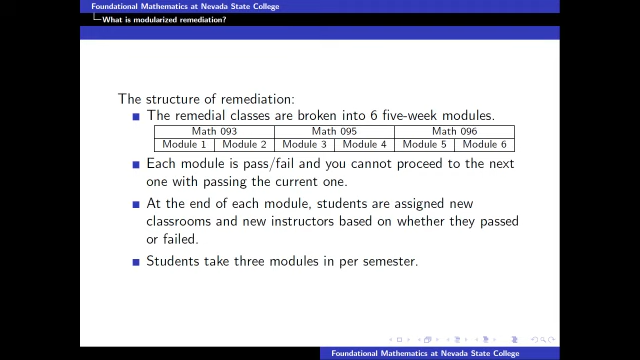 Foundational Mathematics at Nevada State College
What is modularized remediation?
The structure of remediation:
The remedial classes are broken into 6 five-week modules.
Math 093 Math 095 Math 096
Module 1 Module 2 Module 3 Module 4 Module 5 Module 6
Each module is pass/fail and you cannot proceed to the next
one with passing the current one.
At the end of each module, students are assigned new
classrooms and new instructors based on whether they passed
or failed.
Students take three modules in per semester.
Foundational Mathematics at Nevada State College